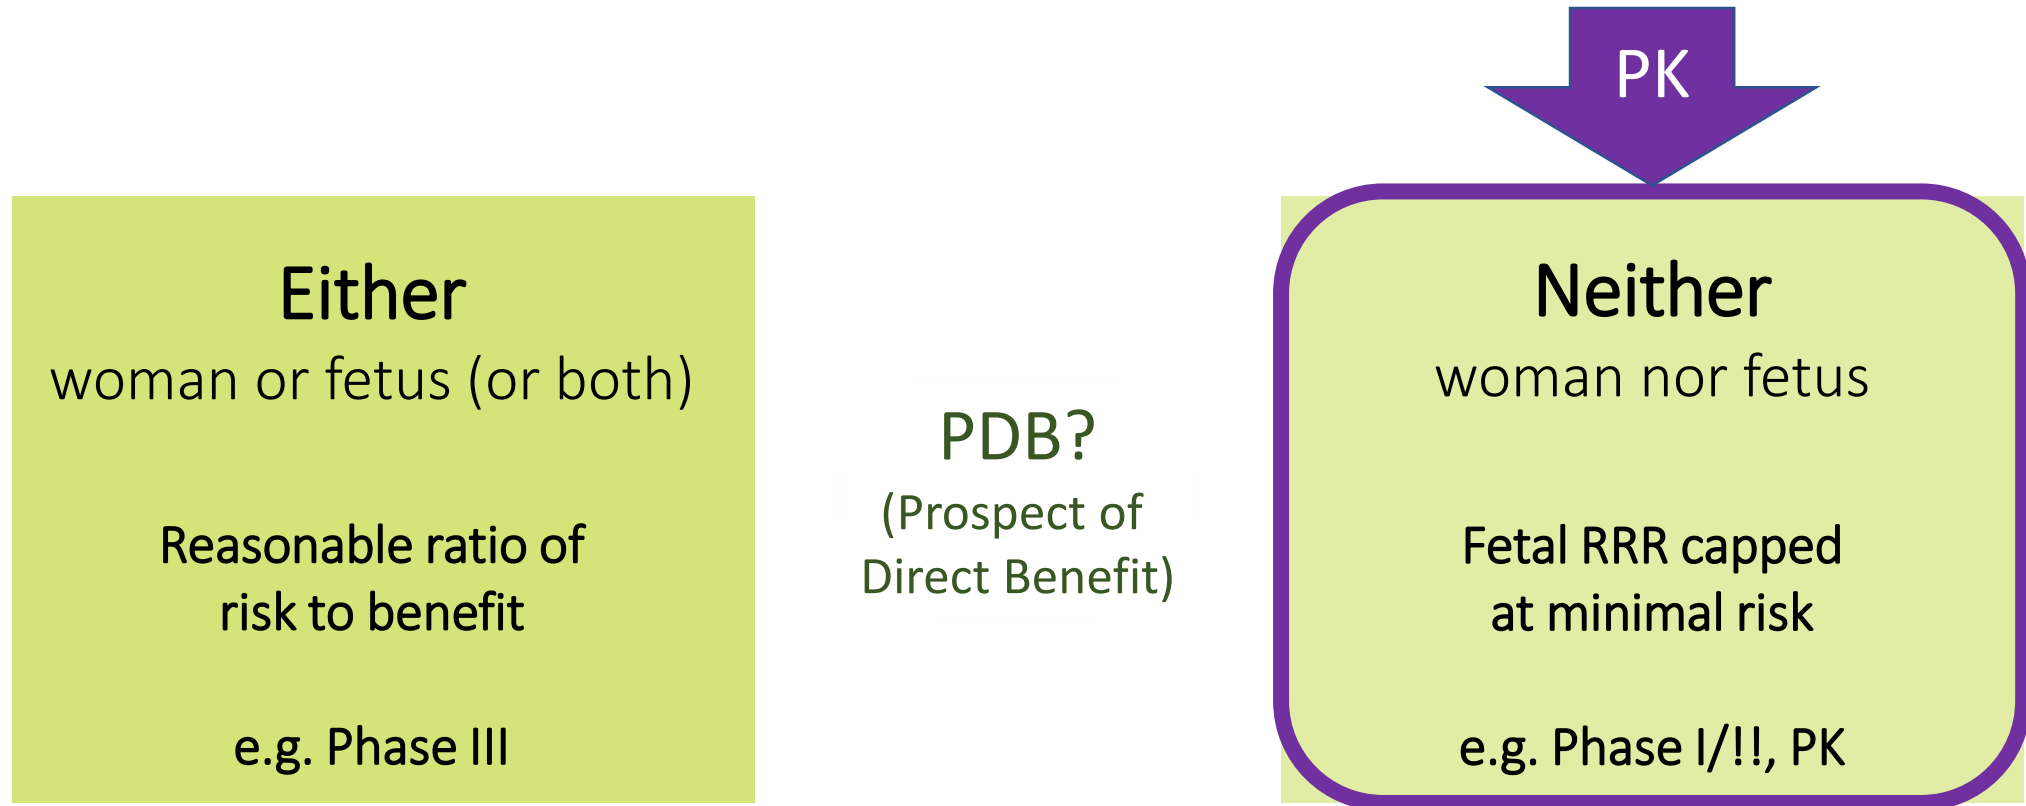 PK
Either
woman or fetus (or both)
Reasonable ratio of
risk to benefit
e.g. Phase III
PDB?
(Prospect of
Direct Benefit)
Neither
woman nor fetus
Fetal RRR capped
at minimal risk
e.g. Phase I/!!, PK